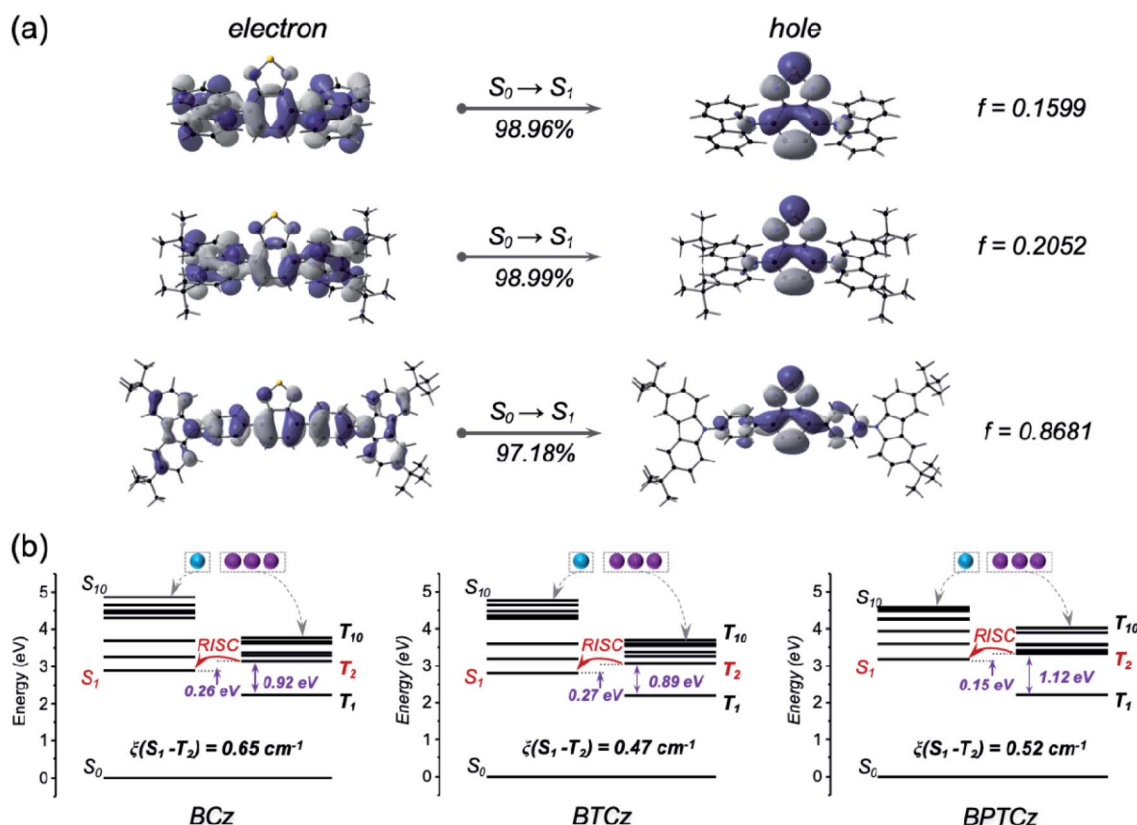 (a)
electron
hole
S0 → S1
98.96%
f = 0.1599
S0 → S1
98.99%
f = 0.2052
S0 → S1
97.18%
f = 0.8681
(b)
Energy (eV)
5
4
3
2
1
0
S10
S1
S0
RISC
T10
T2
T1
0.26 eV
0.92 eV
ξ(S1 -T2) = 0.65 cm-1
BCz
Energy (eV)
5
4
3
2
1
0
S10
S1
S0
RISC
T10
T2
T1
0.27 eV
0.89 eV
ξ(S1 -T2) = 0.47 cm-1
BTCz
Energy (eV)
5
4
3
2
1
0
S10
S1
S0
RISC
T10
T2
T1
0.15 eV
1.12 eV
ξ(S1 -T2) = 0.52 cm-1
BPTCz